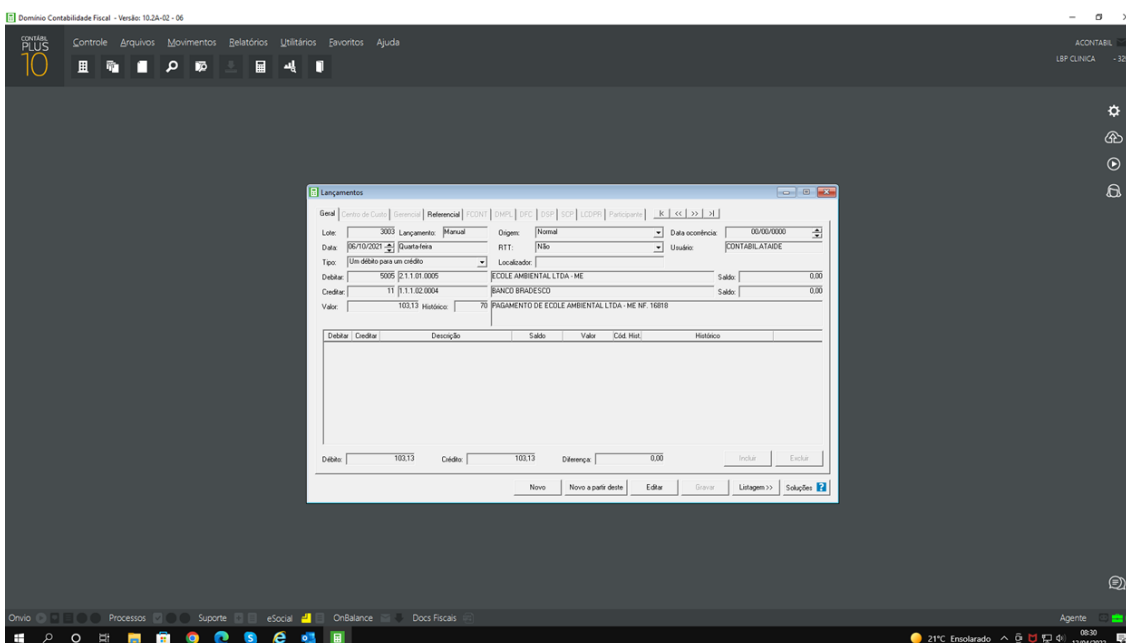 Domínio Contabilidade Fiscal - Versão: 10.2A-02 - 06
CONTÁBIL
PLUS
10
Controle Arquivos Movimentos Relatórios Utilitários Favoritos Ajuda
ACONTABIL
LBP CLINICA - 32
Lançamentos
Geral Centro de Custo Gerencial Referencial FCONT DMPL DFC DSP SCP LCDPR Participante K << >> >|
Lote: 3003 Lançamento: Manual Origem: Normal Data ocorrência: 00/00/0000
Data: 06/10/2021 Quarta-feira RTT: Não Usuário: CONTABIL.ATAIDE
Tipo: Um débito para um crédito Localizador:
Debitar: 5005 2.1.1.01.0005 ECOLE AMBIENTAL LTDA - ME Saldo: 0,00
Creditar: 11 1.1.1.02.0004 BANCO BRADESCO Saldo: 0,00
Valor: 103,13 Histórico: 70 PAGAMENTO DE ECOLE AMBIENTAL LTDA - ME NF. 16818
Debitar Creditar Descrição Saldo Valor Cód. Hist. Histórico
Débito: 103,13 Crédito: 103,13 Diferença: 0,00 Incluir Excluir
Novo Novo a partir deste Editar Gravar Listagem >> Soluções ?
Onvio Processos Suporte eSocial OnBalance Docs Fiscais Agente
21°C Ensolarado 08:30